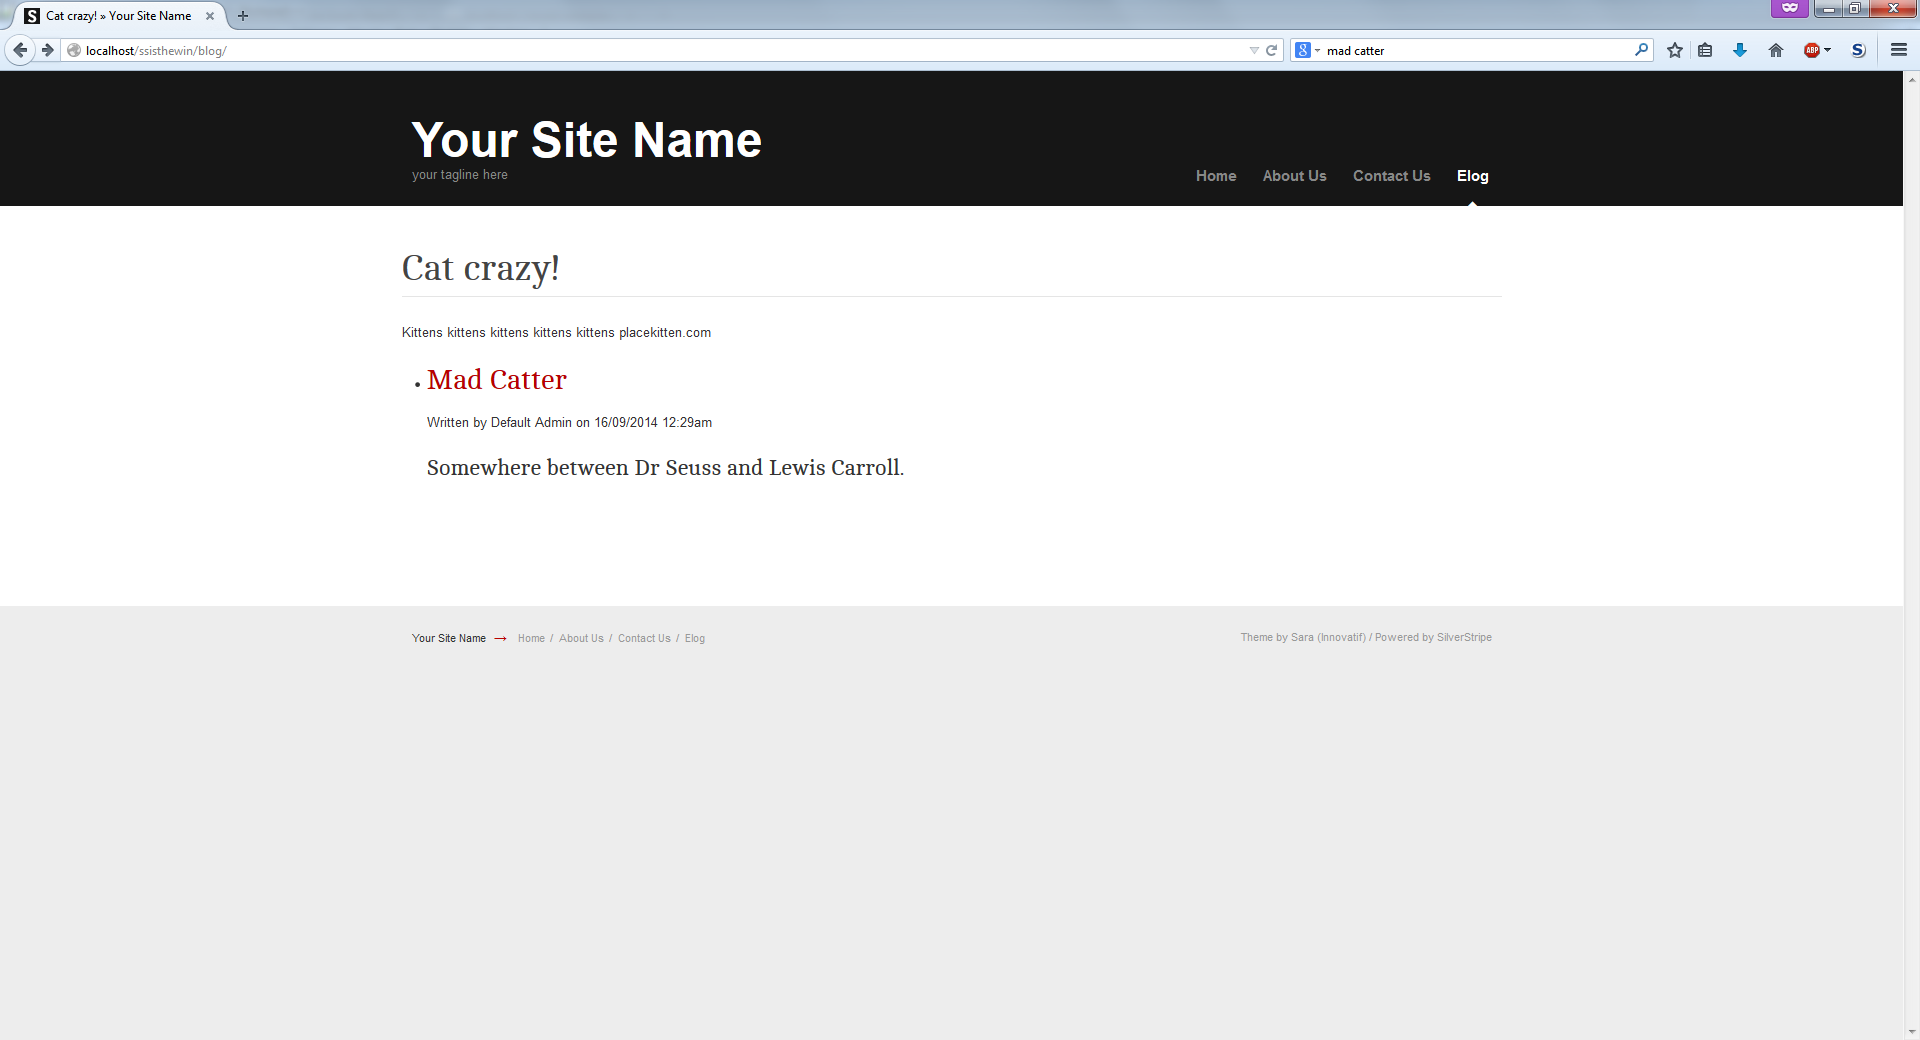 Cat crazy! » Your Site Name
localhost/ssisthewin/blog/
mad catter
ABP
Your Site Name
your tagline here
Home About Us Contact Us Elog
Cat crazy!
Kittens kittens kittens kittens kittens placekitten.com
• Mad Catter
Written by Default Admin on 16/09/2014 12:29am
Somewhere between Dr Seuss and Lewis Carroll.
Your Site Name → Home / About Us / Contact Us / Elog
Theme by Sara (Innovatif) / Powered by SilverStripe